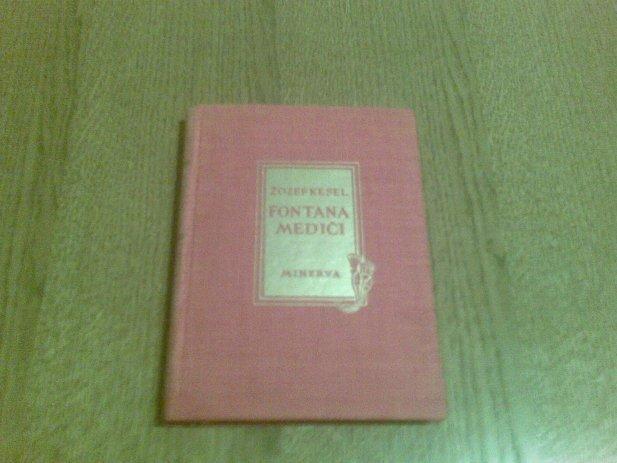 ŽOZEF KESEL
FONTANA
MEDIČI
MINERVA